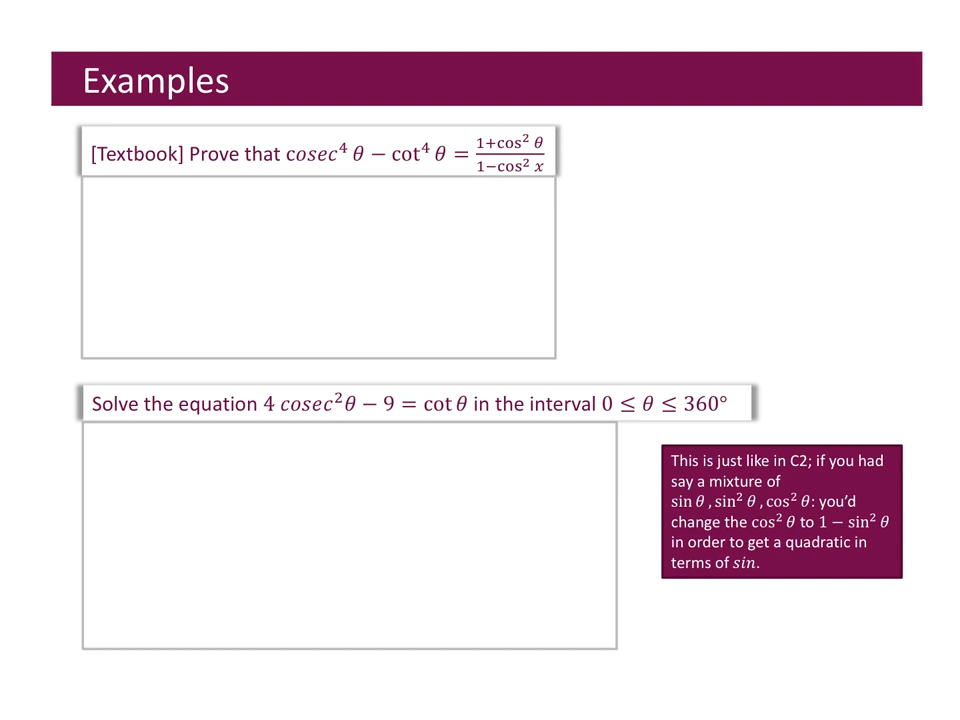 Examples
[Textbook] Prove that cosec⁴ θ − cot⁴ θ = (1+cos² θ)/(1−cos² x)
Solve the equation 4 cosec²θ − 9 = cot θ in the interval 0 ≤ θ ≤ 360°
This is just like in C2; if you had
say a mixture of
sin θ , sin² θ , cos² θ: you’d
change the cos² θ to 1 − sin² θ
in order to get a quadratic in
terms of sin.